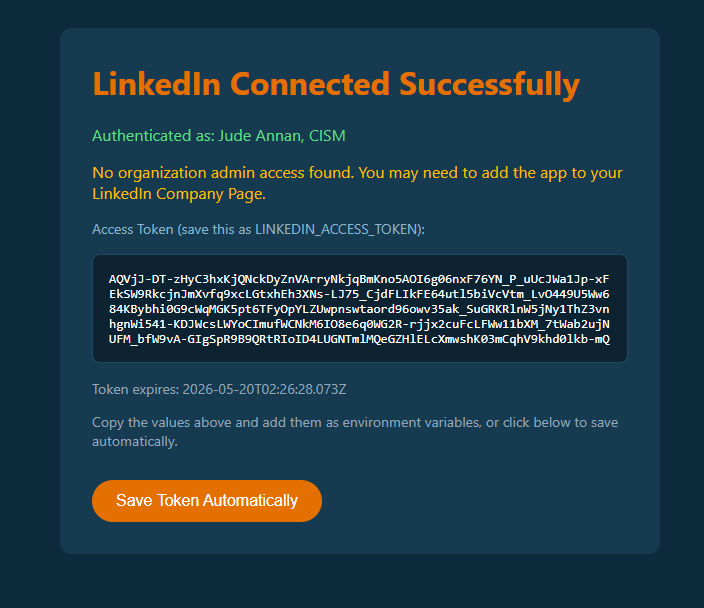 LinkedIn Connected Successfully
Authenticated as: Jude Annan, CISM
No organization admin access found. You may need to add the app to your
LinkedIn Company Page.
Access Token (save this as LINKEDIN_ACCESS_TOKEN):
AQVjJ-DT-zHyC3hxKjQNckDyZnVArryNkjqBmKno5AOI6g06nxF76YN_P_uUcJWa1Jp-xF
EkSW9RkcjnJmXvfq9xcLGtxhEh3XNs-LJ75_CjdFLIkFE64utl5biVcVtm_LvO449U5Ww6
84KBybhi0G9cWqMGK5pt6TFyOpYLZUwpnswtaord96owv35ak_SuGRKRlnW5jNy1ThZ3vn
hgnWi541-KDJWcsLWYoCImufWCNkM6IO8e6q0WG2R-rjjx2cuFcLFWw11bXM_7tWab2ujN
UFM_bfW9vA-GIgSpR9B9QRtRIoID4LUGNTmlMQeGZHlELcXmwshK03mCqhV9khd0lkb-mQ
Token expires: 2026-05-20T02:26:28.073Z
Copy the values above and add them as environment variables, or click below to save
automatically.
Save Token Automatically